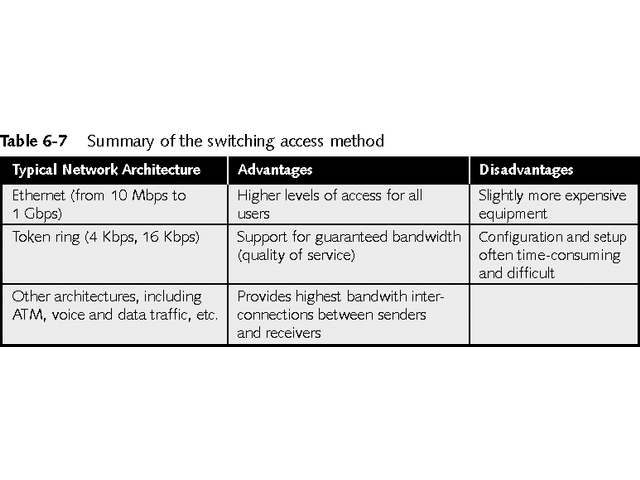 Table 6-7 Summary of the switching access method
Typical Network Architecture Advantages Disadvantages
Ethernet (from 10 Mbps to
1 Gbps)
Higher levels of access for all
users
Slightly more expensive
equipment
Token ring (4 Kbps, 16 Kbps)
Support for guaranteed bandwidth
(quality of service)
Configuration and setup
often time-consuming
and difficult
Other architectures, including
ATM, voice and data traffic, etc.
Provides highest bandwith inter-
connections between senders
and receivers